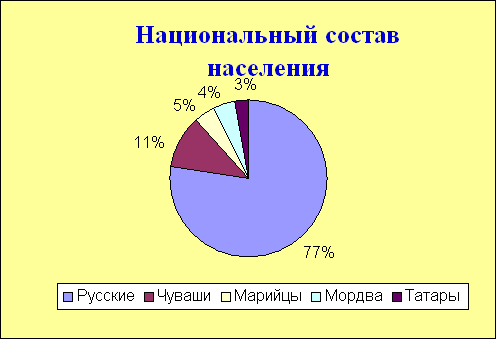 Национальный состав
населения
3%
4%
5%
11%
77%
Русские Чуваши Марийцы Мордва Татары